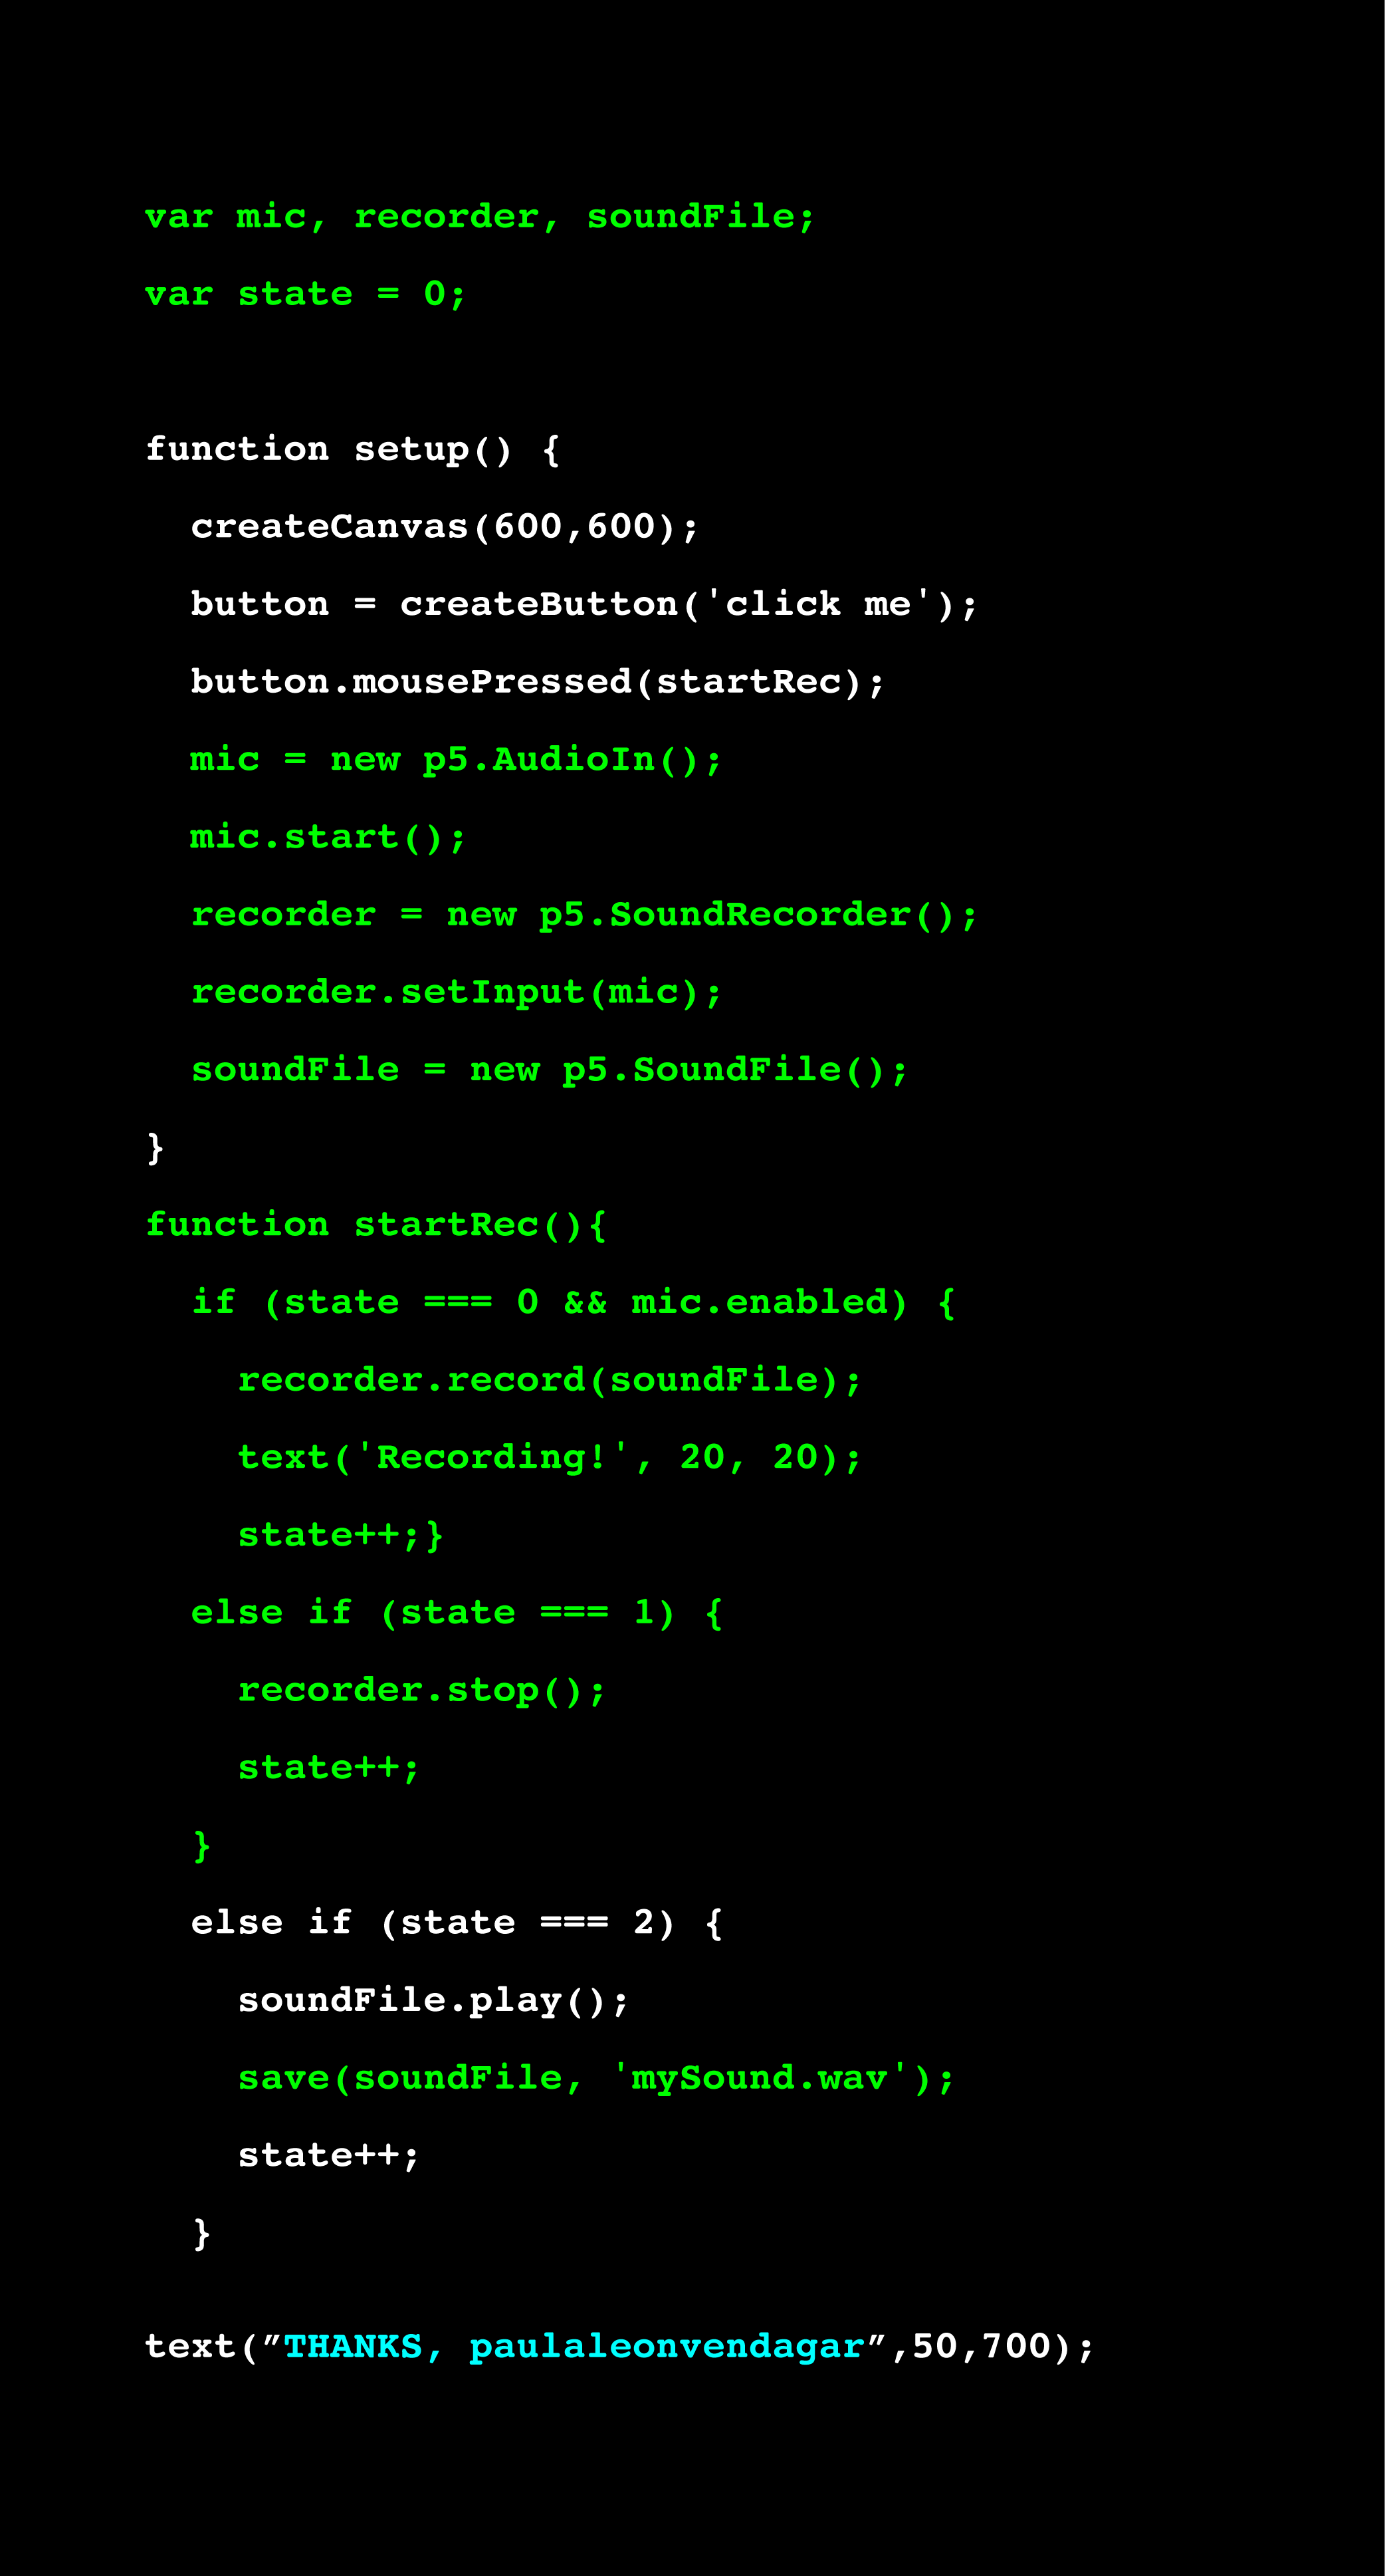 var mic, recorder, soundFile;
var state = 0;
function setup() {
  createCanvas(600,600);
  button = createButton('click me');
  button.mousePressed(startRec);
  mic = new p5.AudioIn();
  mic.start();
  recorder = new p5.SoundRecorder();
  recorder.setInput(mic);
  soundFile = new p5.SoundFile();
}
function startRec(){
  if (state === 0 && mic.enabled) {
    recorder.record(soundFile);
    text('Recording!', 20, 20);
    state++;}
  else if (state === 1) {
    recorder.stop();
    state++;
  }
  else if (state === 2) {
    soundFile.play();
    save(soundFile, 'mySound.wav');
    state++;
  }
text(”THANKS, paulaleonvendagar”,50,700);